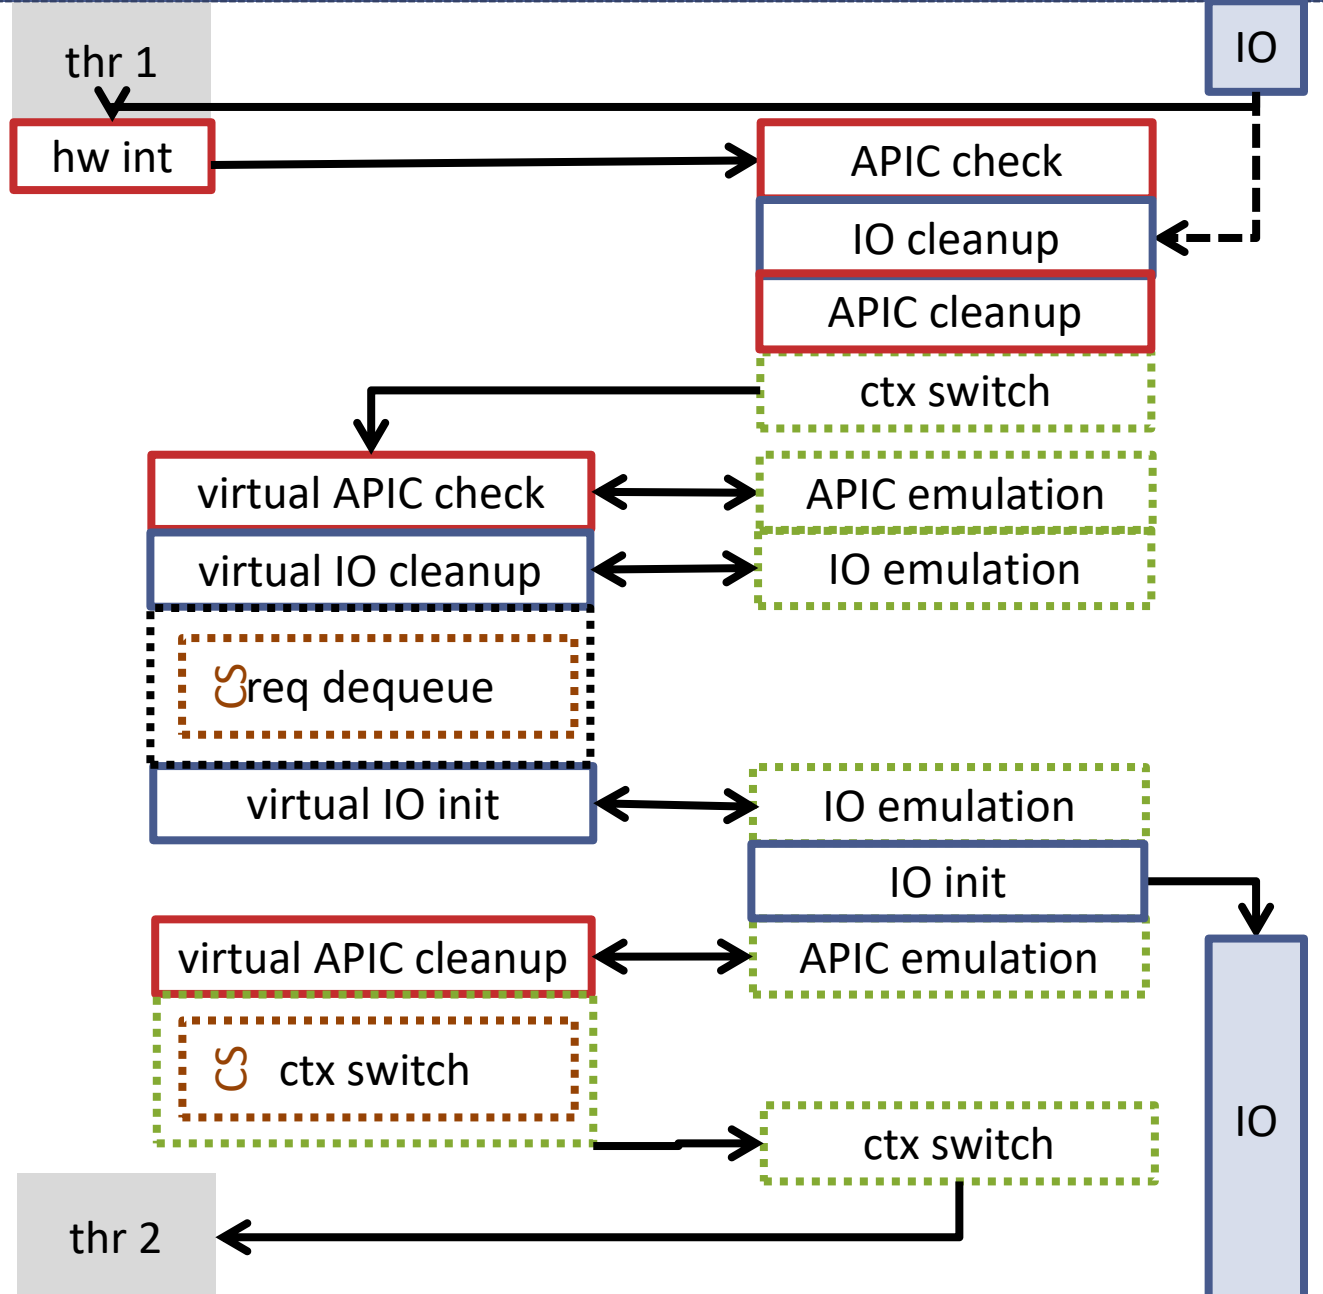 thr 1
IO
hw int
APIC check
IO cleanup
APIC cleanup
ctx switch
virtual APIC check
APIC emulation
virtual IO cleanup
IO emulation
CS
req dequeue
virtual IO init
IO emulation
IO init
virtual APIC cleanup
APIC emulation
CS
ctx switch
ctx switch
IO
thr 2